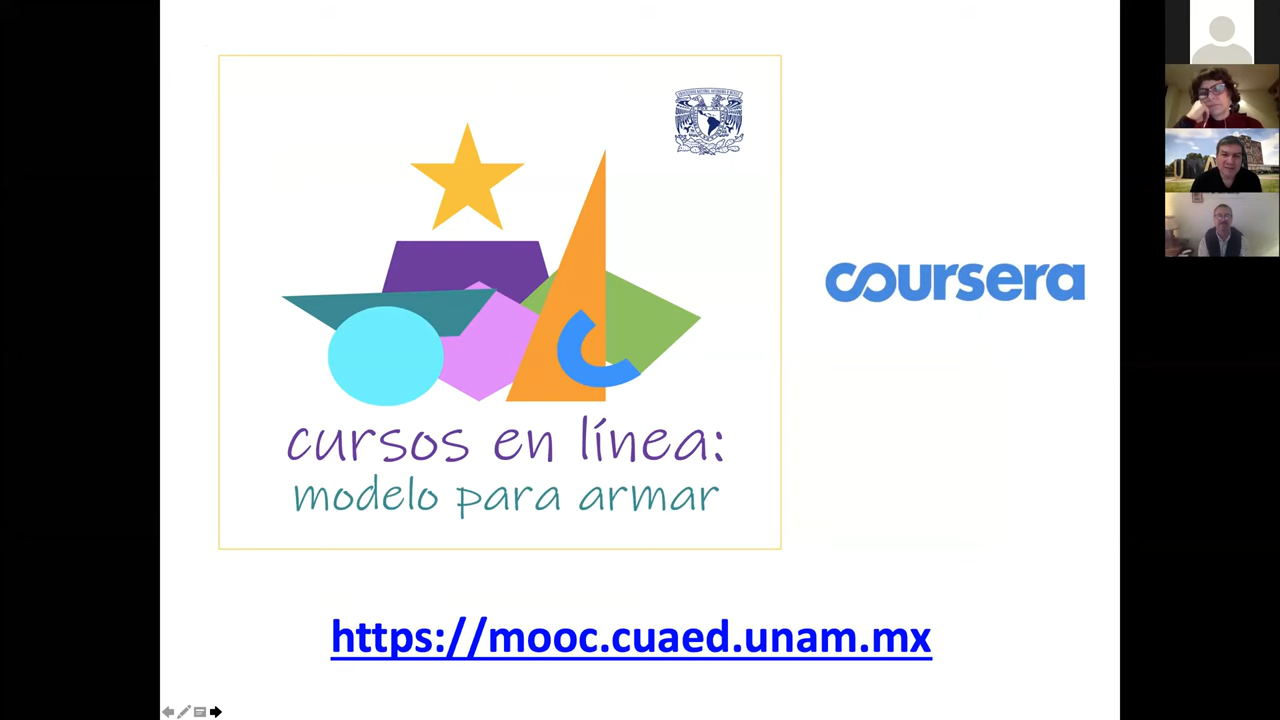 coursera
cursos en línea:
modelo para armar
https://mooc.cuaed.unam.mx